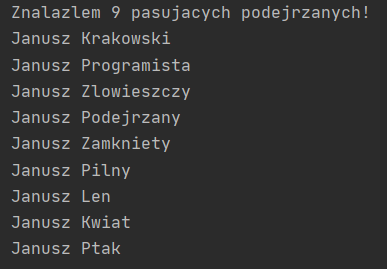 Znalazlem 9 pasujacych podejrzanych!
Janusz Krakowski
Janusz Programista
Janusz Zlowieszczy
Janusz Podejrzany
Janusz Zamkniety
Janusz Pilny
Janusz Len
Janusz Kwiat
Janusz Ptak